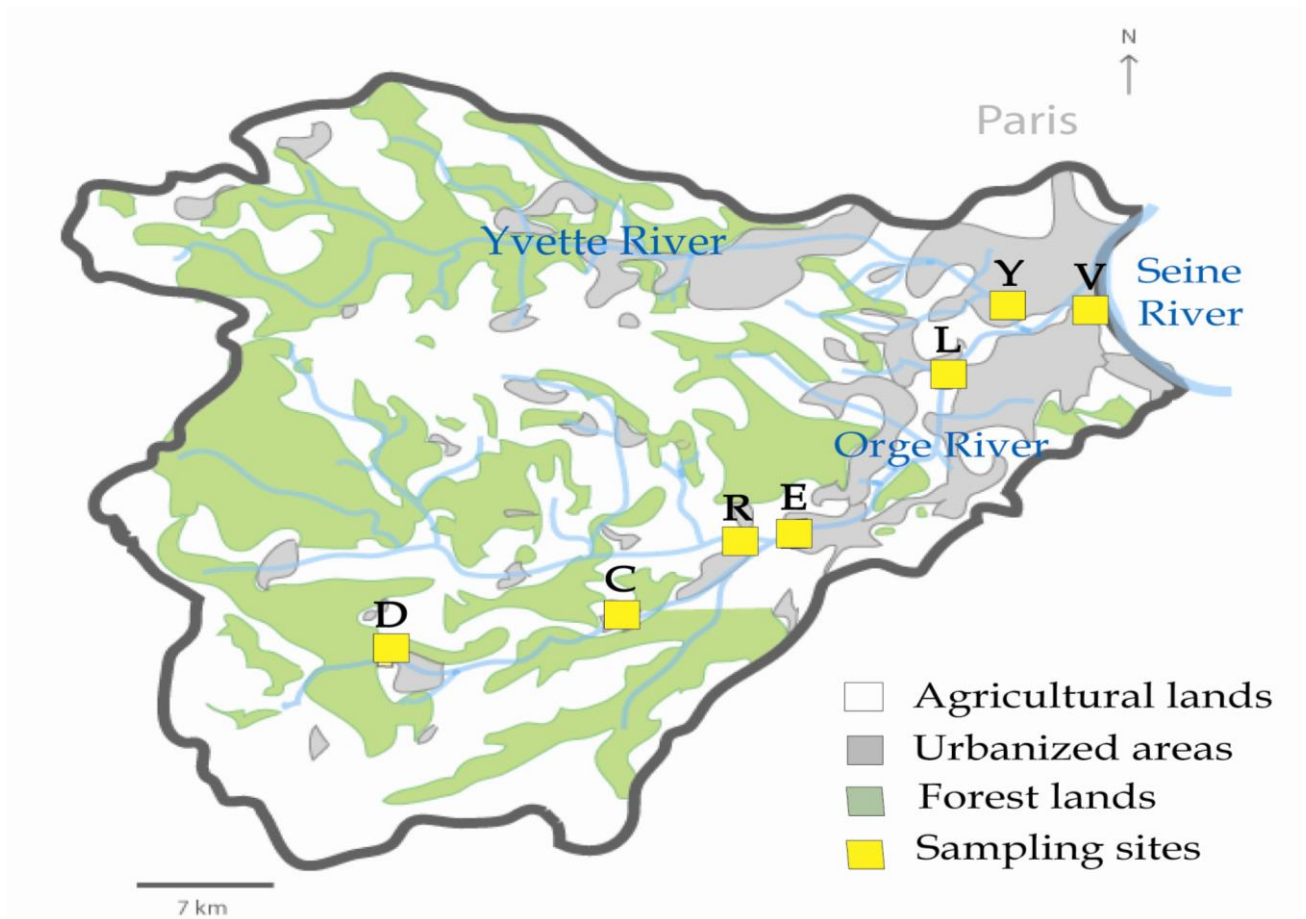 N
Paris
Yvette River
Seine
River
Y
V
L
Orge River
R
E
C
D
Agricultural lands
Urbanized areas
Forest lands
Sampling sites
7 km